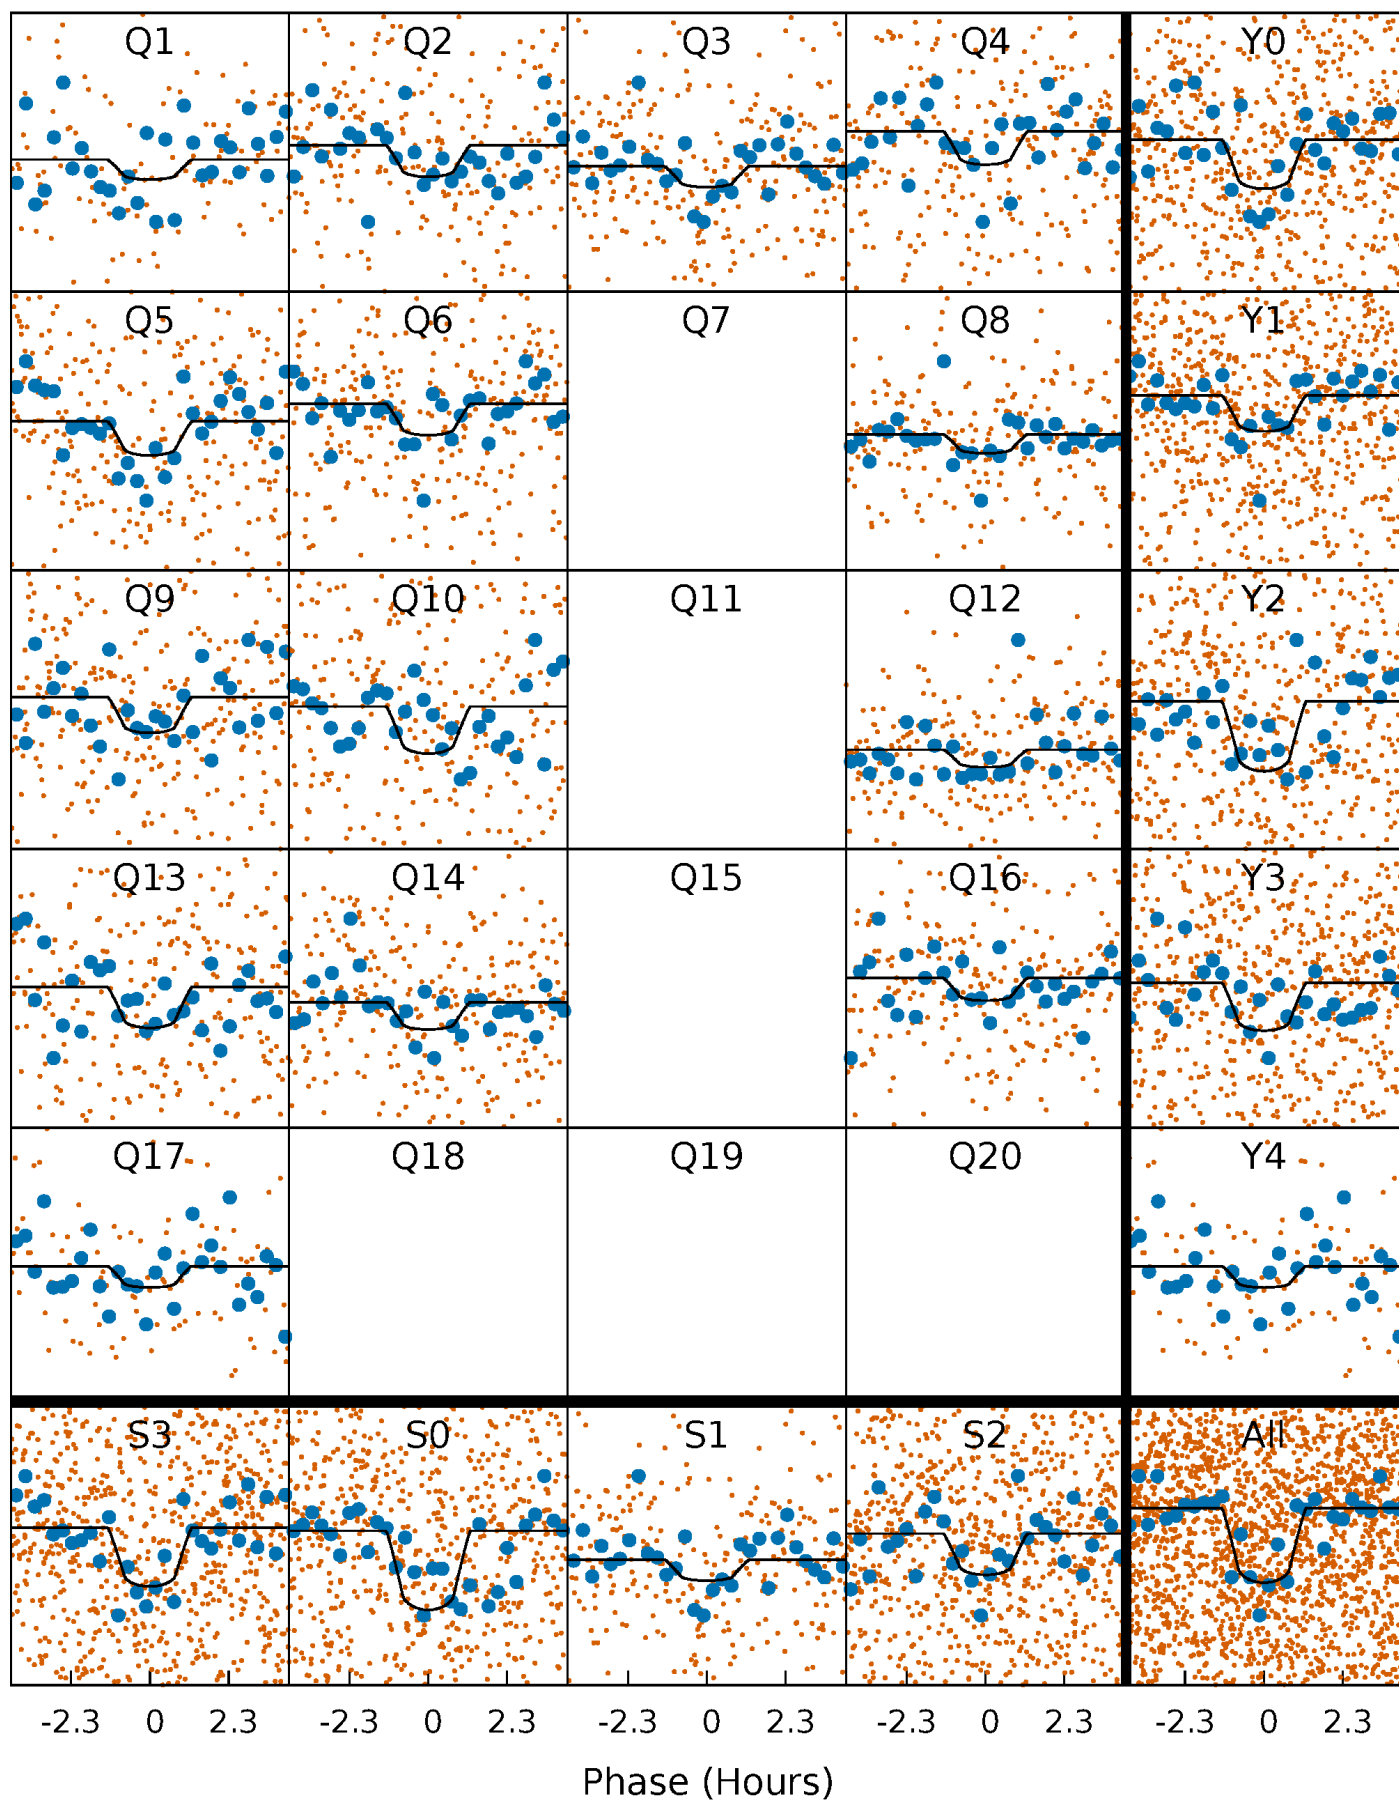 Q1 Q2 Q3 Q4 Y0
Q5 Q6 Q7 Q8 Y1
Q9 Q10 Q11 Q12 Y2
Q13 Q14 Q15 Q16 Y3
Q17 Q18 Q19 Q20 Y4
S3 S0 S1 S2 All
-2.3 0 2.3 -2.3 0 2.3 -2.3 0 2.3 -2.3 0 2.3 -2.3 0 2.3
Phase (Hours)